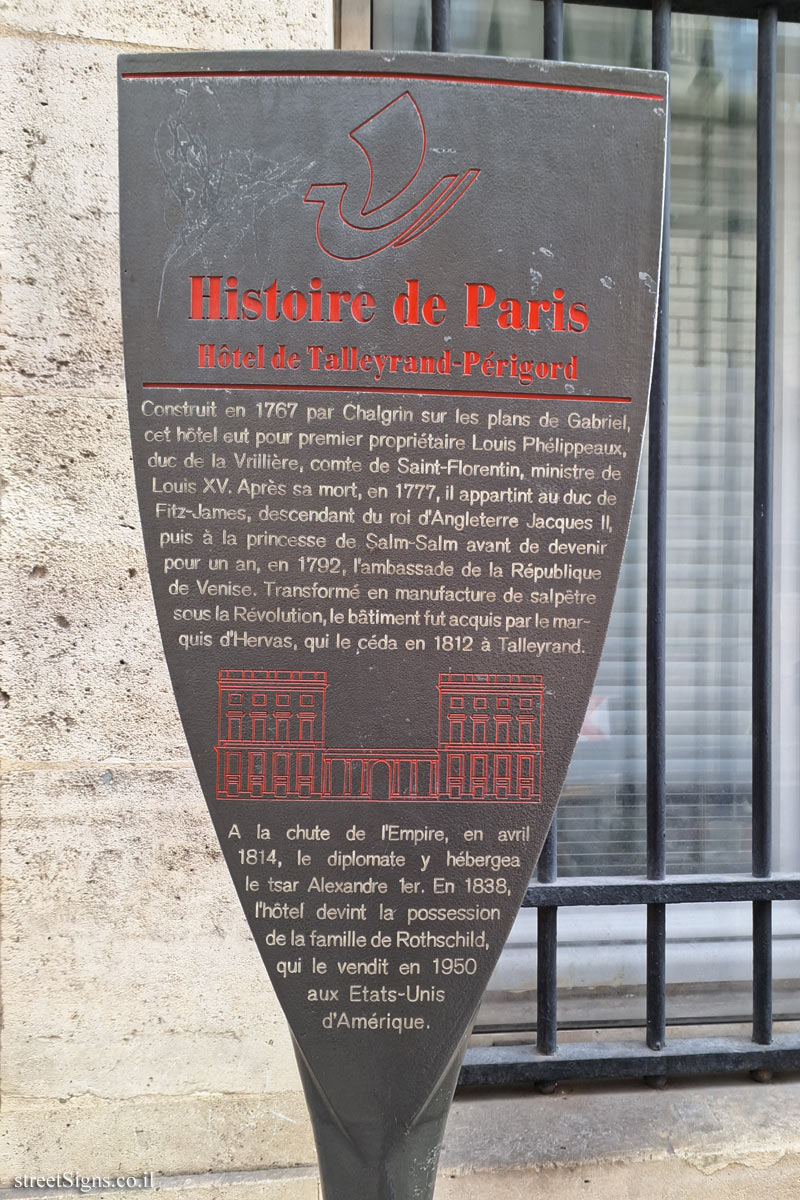 Histoire de Paris
Hôtel de Talleyrand-Périgord
Construit en 1767 par Chalgrin sur les plans de Gabriel,
cet hôtel eut pour premier propriétaire Louis Phélippeaux,
duc de la Vrillière, comte de Saint-Florentin, ministre de
Louis XV. Après sa mort, en 1777, il appartint au duc de
Fitz-James, descendant du roi d'Angleterre Jacques II,
puis à la princesse de Salm-Salm avant de devenir
pour un an, en 1792, l'ambassade de la République
de Venise. Transformé en manufacture de salpêtre
sous la Révolution, le bâtiment fut acquis par le mar-
quis d'Hervas, qui le céda en 1812 à Talleyrand.
A la chute de l'Empire, en avril
1814, le diplomate y hébergea
le tsar Alexandre 1er. En 1838,
l'hôtel devint la possession
de la famille de Rothschild,
qui le vendit en 1950
aux Etats-Unis
d'Amérique.
streetSigns.co.il